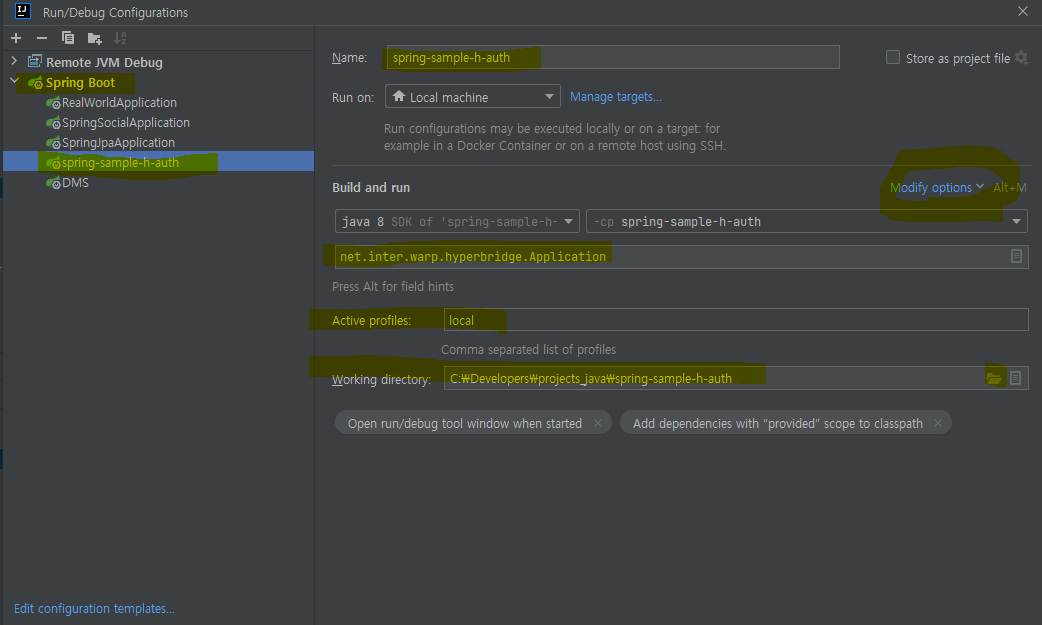 IJ
Run/Debug Configurations
Remote JVM Debug
Spring Boot
RealWorldApplication
SpringSocialApplication
SpringJpaApplication
spring-sample-h-auth
DMS
Edit configuration templates...
Name: spring-sample-h-auth
Store as project file
Run on: Local machine Manage targets...
Run configurations may be executed locally or on a target: for
example in a Docker Container or on a remote host using SSH.
Build and run
Modify options Alt+M
java 8 SDK of 'spring-sample-h- -cp spring-sample-h-auth
net.inter.warp.hyperbridge.Application
Press Alt for field hints
Active profiles: local
Comma separated list of profiles
Working directory: C:₩Developers₩projects_java₩spring-sample-h-auth
Open run/debug tool window when started × Add dependencies with "provided" scope to classpath ×